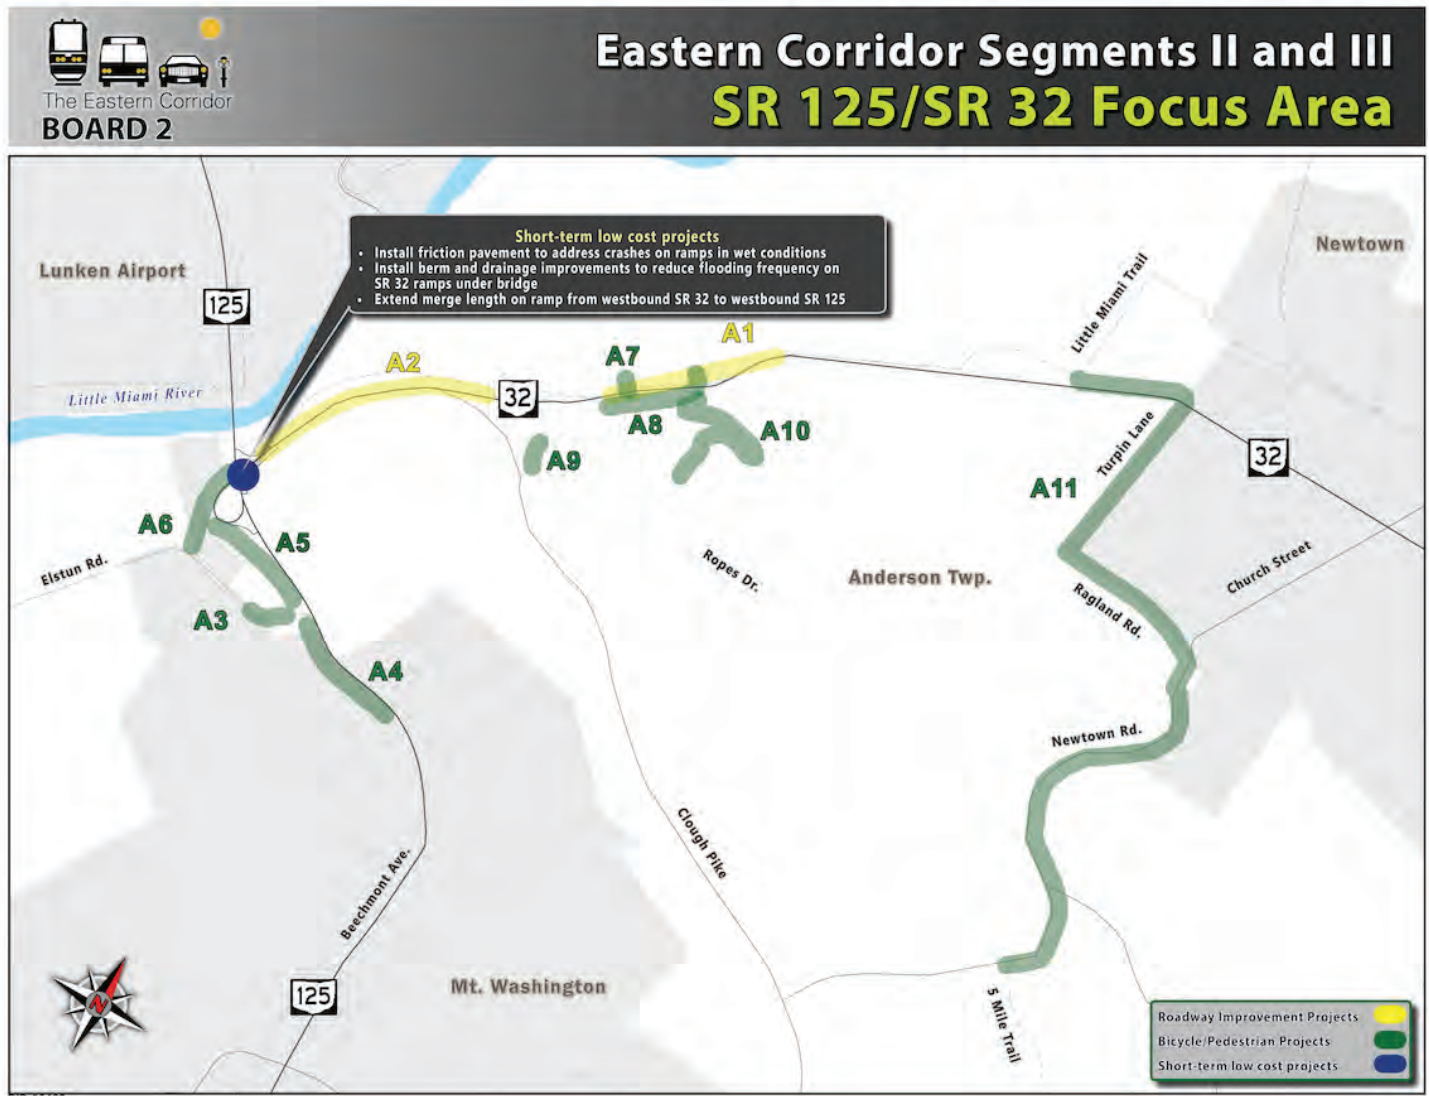 Eastern Corridor Segments II and III
SR 125/SR 32 Focus Area
The Eastern Corridor
BOARD 2
Short-term low cost projects
• Install friction pavement to address crashes on ramps in wet conditions
• Install berm and drainage improvements to reduce flooding frequency on
SR 32 ramps under bridge
• Extend merge length on ramp from westbound SR 32 to westbound SR 125
Lunken Airport
Newtown
125
Little Miami Trail
A1
A2
A7
Little Miami River
32
A8
A10
Turpin Lane
32
A9
A11
A6
A5
Elstun Rd.
Ropes Dr.
Anderson Twp.
Church Street
A3
Ragland Rd.
A4
Newtown Rd.
Clough Pike
Beechmont Ave.
N
125
Mt. Washington
5 Mile Trail
Roadway Improvement Projects
Bicycle/Pedestrian Projects
Short-term low cost projects